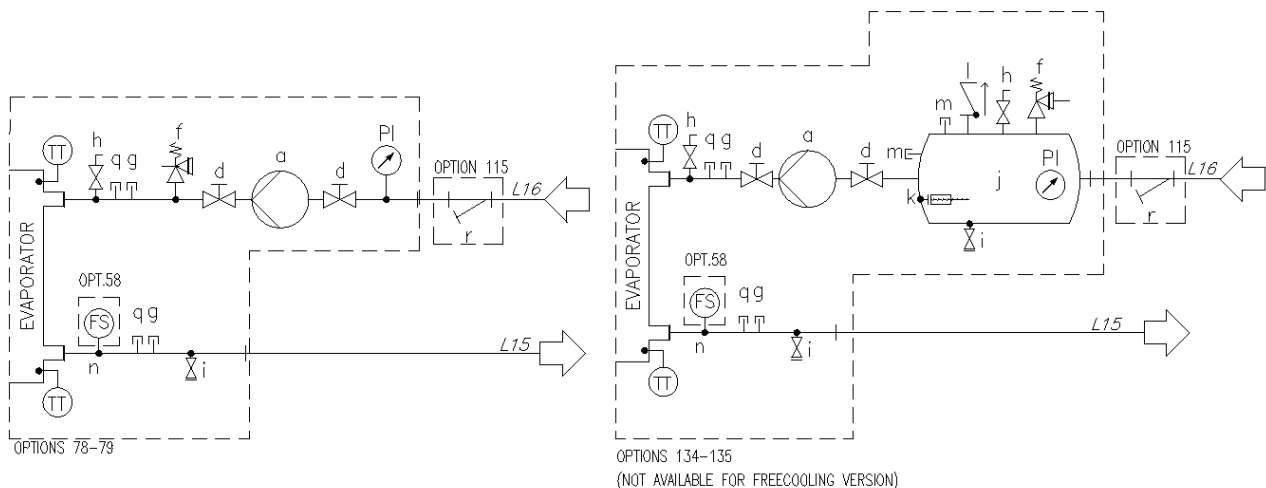 TT
h
q g
f
d
a
d
PI
OPTION 115
L16
r
EVAPORATOR
OPT.58
FS
q g
n
i
L15
TT
OPTIONS 78-79
TT
h
q g
d
a
d
m
m
l
h
f
j
PI
k
i
OPTION 115
L16
r
EVAPORATOR
OPT.58
FS
q g
n
i
L15
TT
OPTIONS 134-135
(NOT AVAILABLE FOR FREECOOLING VERSION)